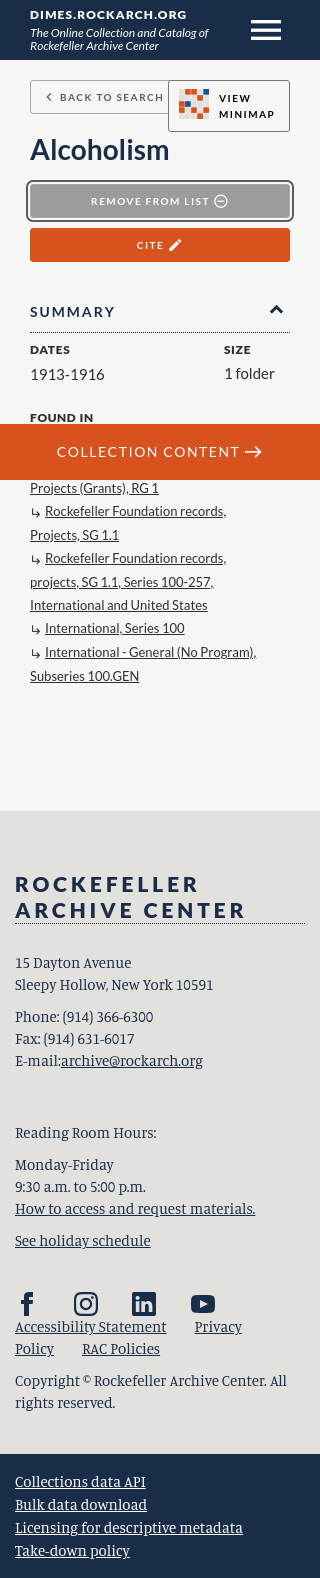 DIMES.ROCKARCH.ORG
The Online Collection and Catalog of
Rockefeller Archive Center
BACK TO SEARCH
VIEW
MINIMAP
Alcoholism
REMOVE FROM LIST
CITE
SUMMARY
DATES
SIZE
1913-1916
1 folder
FOUND IN
COLLECTION CONTENT
Projects (Grants), RG 1
Rockefeller Foundation records,
Projects, SG 1.1
Rockefeller Foundation records,
projects, SG 1.1, Series 100-257,
International and United States
International, Series 100
International - General (No Program),
Subseries 100.GEN
ROCKEFELLER
ARCHIVE CENTER
15 Dayton Avenue
Sleepy Hollow, New York 10591
Phone: (914) 366-6300
Fax: (914) 631-6017
E-mail:archive@rockarch.org
Reading Room Hours:
Monday-Friday
9:30 a.m. to 5:00 p.m.
How to access and request materials.
See holiday schedule
Accessibility Statement Privacy
Policy RAC Policies
Copyright © Rockefeller Archive Center. All
rights reserved.
Collections data API
Bulk data download
Licensing for descriptive metadata
Take-down policy